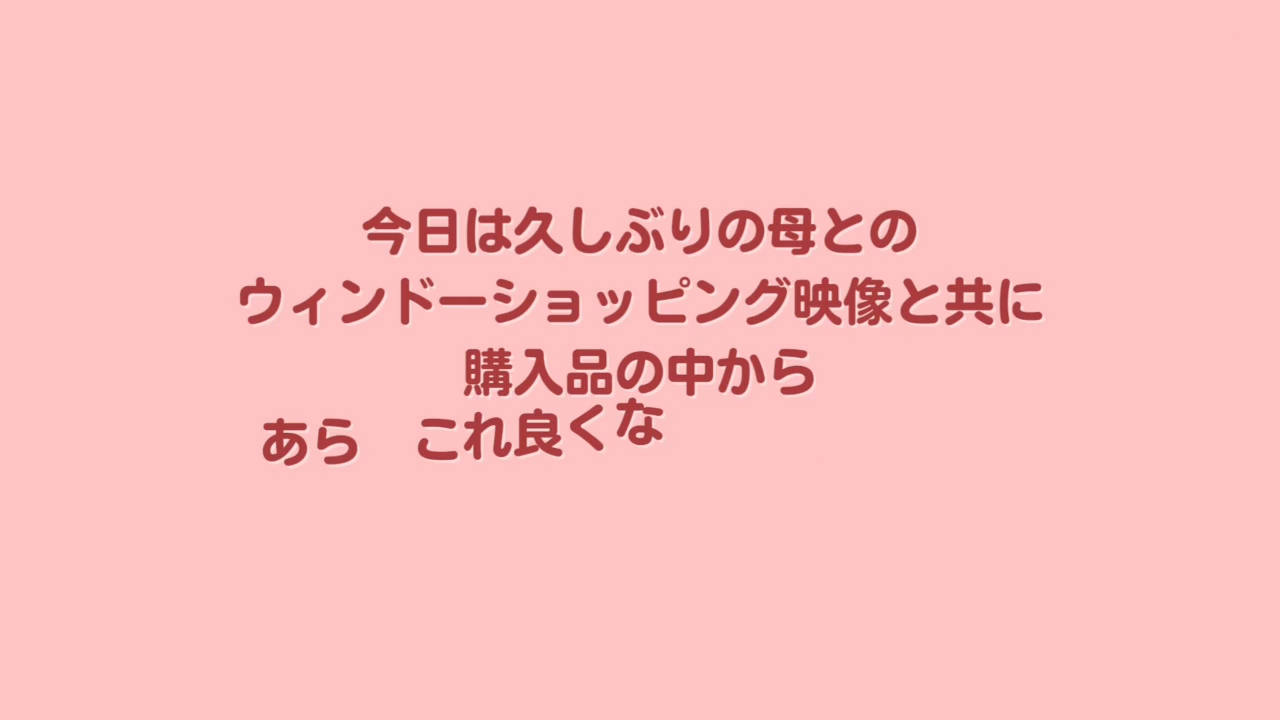 今日は久しぶりの母との
ウィンドーショッピング映像と共に
購入品の中から
あら　これ良くな